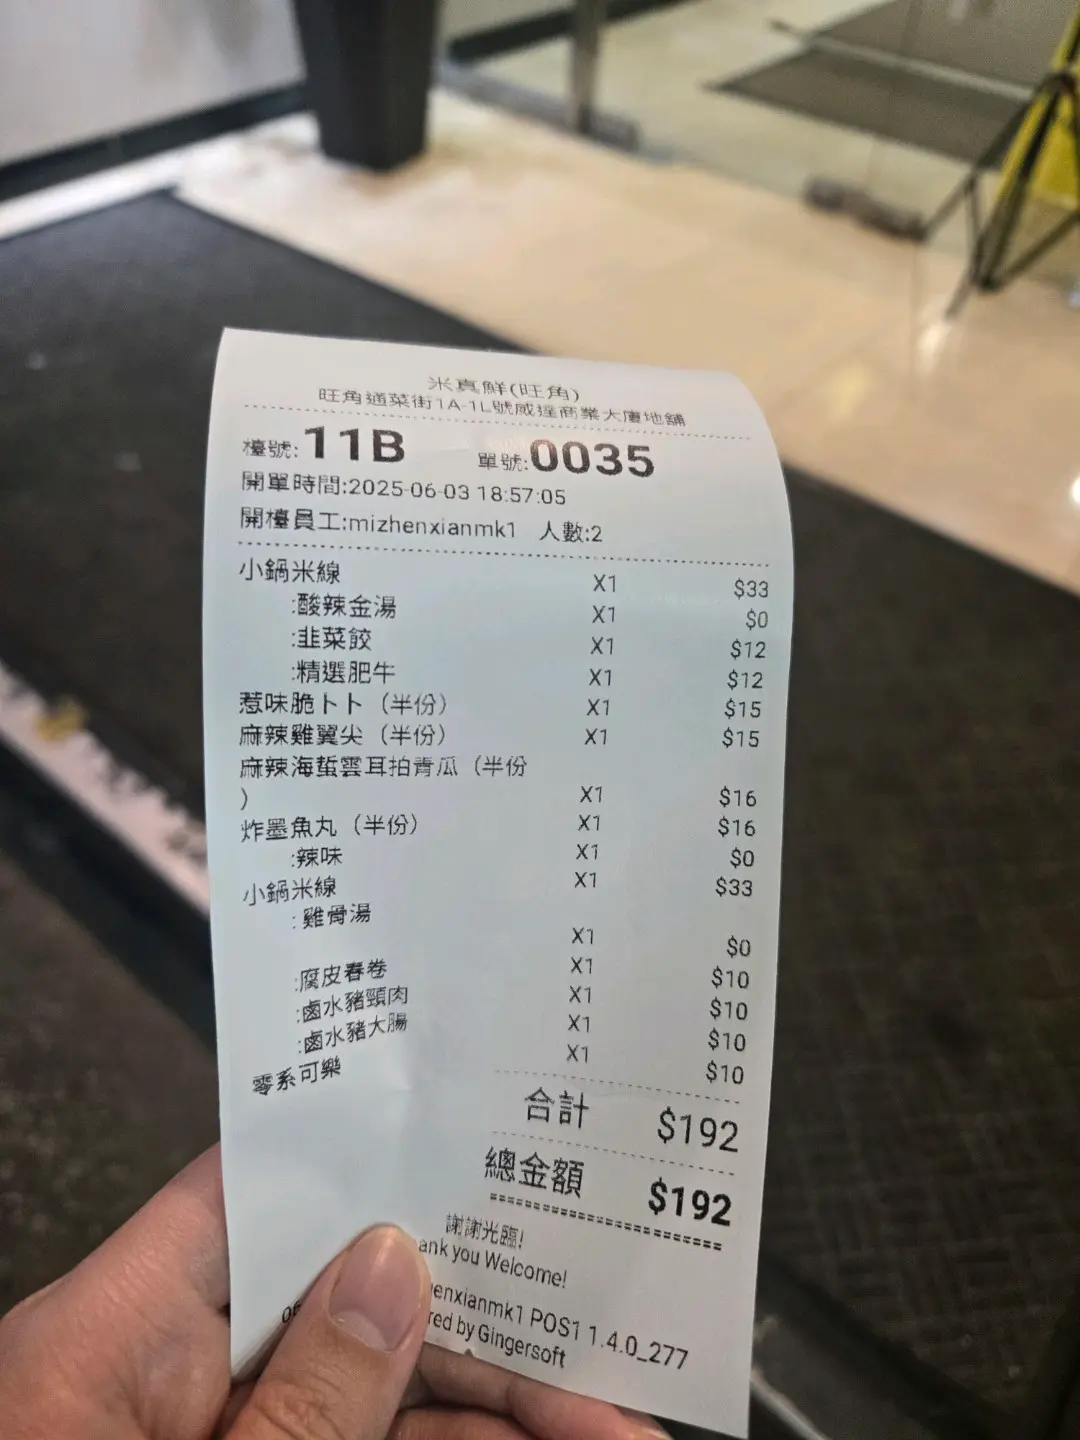 米真鮮(旺角)
旺角通菜街1A-1L號威達商業大廈地舖
檯號:11B 單號:0035
開單時間:2025-06-03 18:57:05
開檯員工:mizhenxianmk1 人數:2
小鍋米線 X1 $33
:酸辣金湯 X1 $0
:韭菜餃 X1 $12
:精選肥牛 X1 $12
惹味脆卜卜（半份） X1 $15
麻辣雞翼尖（半份） X1 $15
麻辣海蜇雲耳拍青瓜（半份
） X1 $16
炸墨魚丸（半份） X1 $16
:辣味 X1 $0
小鍋米線 X1 $33
:雞骨湯 X1 $0
:腐皮春卷 X1 $10
:鹵水豬頸肉 X1 $10
:鹵水豬大腸 X1 $10
零系可樂 X1 $10
合計 $192
總金額 $192
謝謝光臨!
ank you Welcome!
enxianmk1 POS1 1.4.0_277
red by Gingersoft